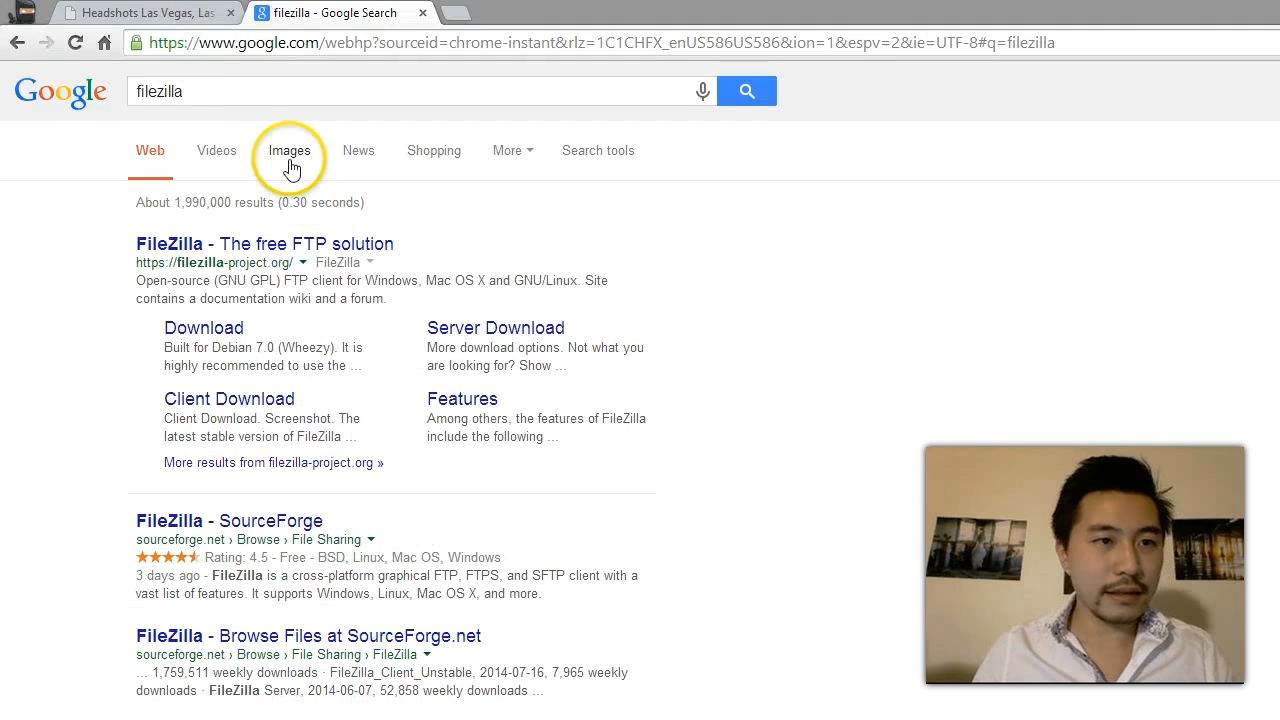 Headshots Las Vegas, Las
filezilla - Google Search
https://www.google.com/webhp?sourceid=chrome-instant&rlz=1C1CHFX_enUS586US586&ion=1&espv=2&ie=UTF-8#q=filezilla
Google
filezilla
Web Videos Images News Shopping More Search tools
About 1,990,000 results (0.30 seconds)
FileZilla - The free FTP solution
https://filezilla-project.org/ FileZilla
Open-source (GNU GPL) FTP client for Windows, Mac OS X and GNU/Linux. Site
contains a documentation wiki and a forum.
Download
Built for Debian 7.0 (Wheezy). It is
highly recommended to use the ...
Server Download
More download options. Not what you
are looking for? Show ...
Client Download
Client Download. Screenshot. The
latest stable version of FileZilla ...
Features
Among others, the features of FileZilla
include the following ...
More results from filezilla-project.org »
FileZilla - SourceForge
sourceforge.net › Browse › File Sharing
Rating: 4.5 - Free - BSD, Linux, Mac OS, Windows
3 days ago - FileZilla is a cross-platform graphical FTP, FTPS, and SFTP client with a
vast list of features. It supports Windows, Linux, Mac OS X, and more.
FileZilla - Browse Files at SourceForge.net
sourceforge.net › Browse › File Sharing › FileZilla
... 1,759,511 weekly downloads · FileZilla_Client_Unstable, 2014-07-16, 7,965 weekly
downloads · FileZilla Server, 2014-06-07, 52,858 weekly downloads ...